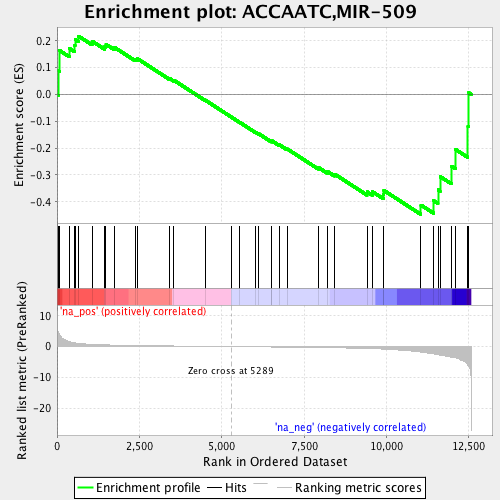 Enrichment plot: ACCAATC,MIR-509
Enrichment score (ES)
0.2
0.1
0.0
-0.1
-0.2
-0.3
-0.4
'na_pos' (positively correlated)
Ranked list metric (PreRanked)
10
5
0
-5
-10
-20
Zero cross at 5289
'na_neg' (negatively correlated)
0
2,500
5,000
7,500
10,000
12,500
Rank in Ordered Dataset
Enrichment profile
Hits
Ranking metric scores